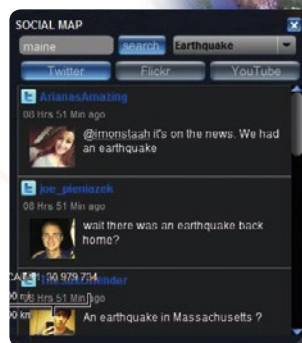 SOCIAL MAP
maine search Earthquake
Twitter Flickr YouTube
ArianasAmazing
08 Hrs 51 Min ago
@imonstaah it's on the news. We had
an earthquake
joe_pieniazek
08 Hrs 51 Min ago
wait there was an earthquake back
home?
08 Hrs 51 Min ago
An earthquake in Massachusetts ?